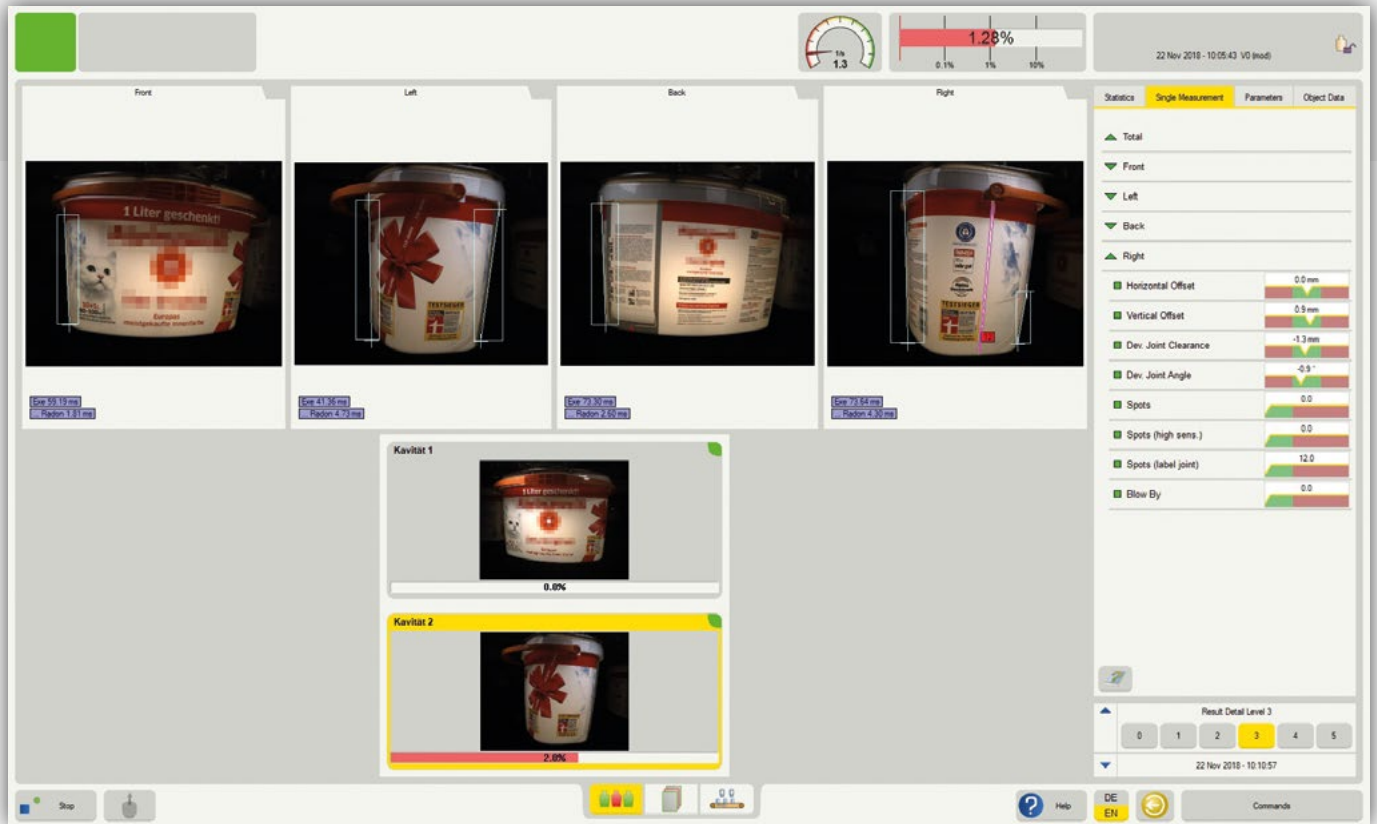 1/s
1.3
1.28%
0.1% 1% 10%
22 Nov 2018 - 10:05:43 V0 (mod)
Front
Left
Back
Right
1 Liter geschenkt!
Europas
meistgekaufte Innenfarbe
TESTSIEGER
TESTSIEGER
Exe 59.19 ms
... Radon 1.81 ms
Exe 41.36 ms
... Radon 4.73 ms
Exe 73.30 ms
... Radon 2.60 ms
Exe 73.64 ms
... Radon 4.30 ms
Statistics
Single Measurement
Parameters
Object Data
Total
Front
Left
Back
Right
Horizontal Offset 0.0 mm
Vertical Offset 0.9 mm
Dev. Joint Clearance -1.3 mm
Dev. Joint Angle -0.9 °
Spots 0.0
Spots (high sens.) 0.0
Spots (label joint) 12.0
Blow By 0.0
Kavität 1
1 Liter geschenkt!
0.0%
Kavität 2
2.0%
Result Detail Level 3
0 1 2 3 4 5
22 Nov 2018 - 10:10:57
Stop
Help
DE
EN
Commands